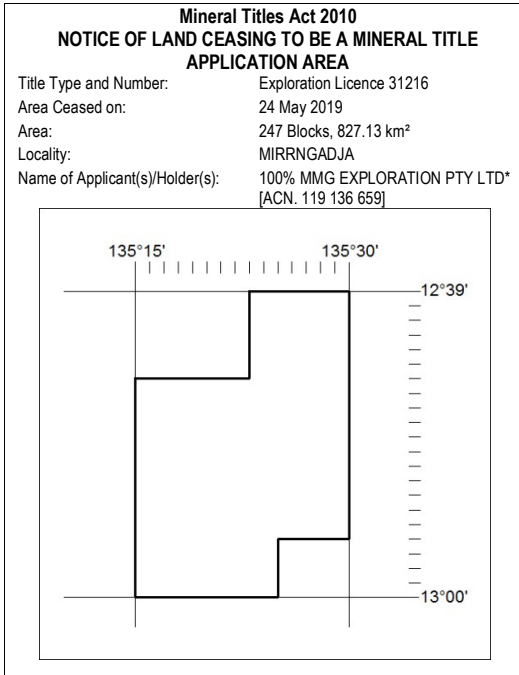 Mineral Titles Act 2010
NOTICE OF LAND CEASING TO BE A MINERAL TITLE
APPLICATION AREA
Title Type and Number: Exploration Licence 31216
Area Ceased on: 24 May 2019
Area: 247 Blocks, 827.13 km²
Locality: MIRRNGADJA
Name of Applicant(s)/Holder(s): 100% MMG EXPLORATION PTY LTD*
[ACN. 119 136 659]
135°15' 135°30'
12°39'
13°00'